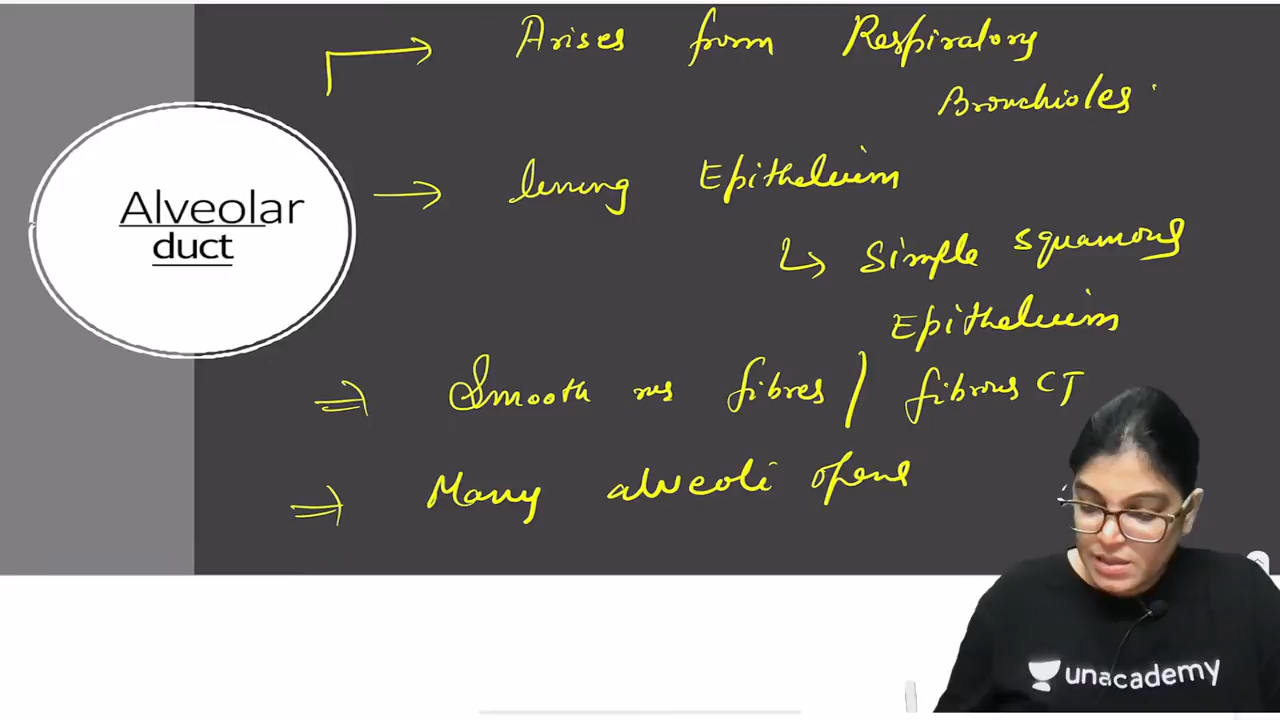 Arises from Respiratory
Bronchioles
Alveolar
duct
lining Epithelium
simple squamous
Epithelium
Smooth ms fibres / fibrous CT
Many alveoli opens
unacademy